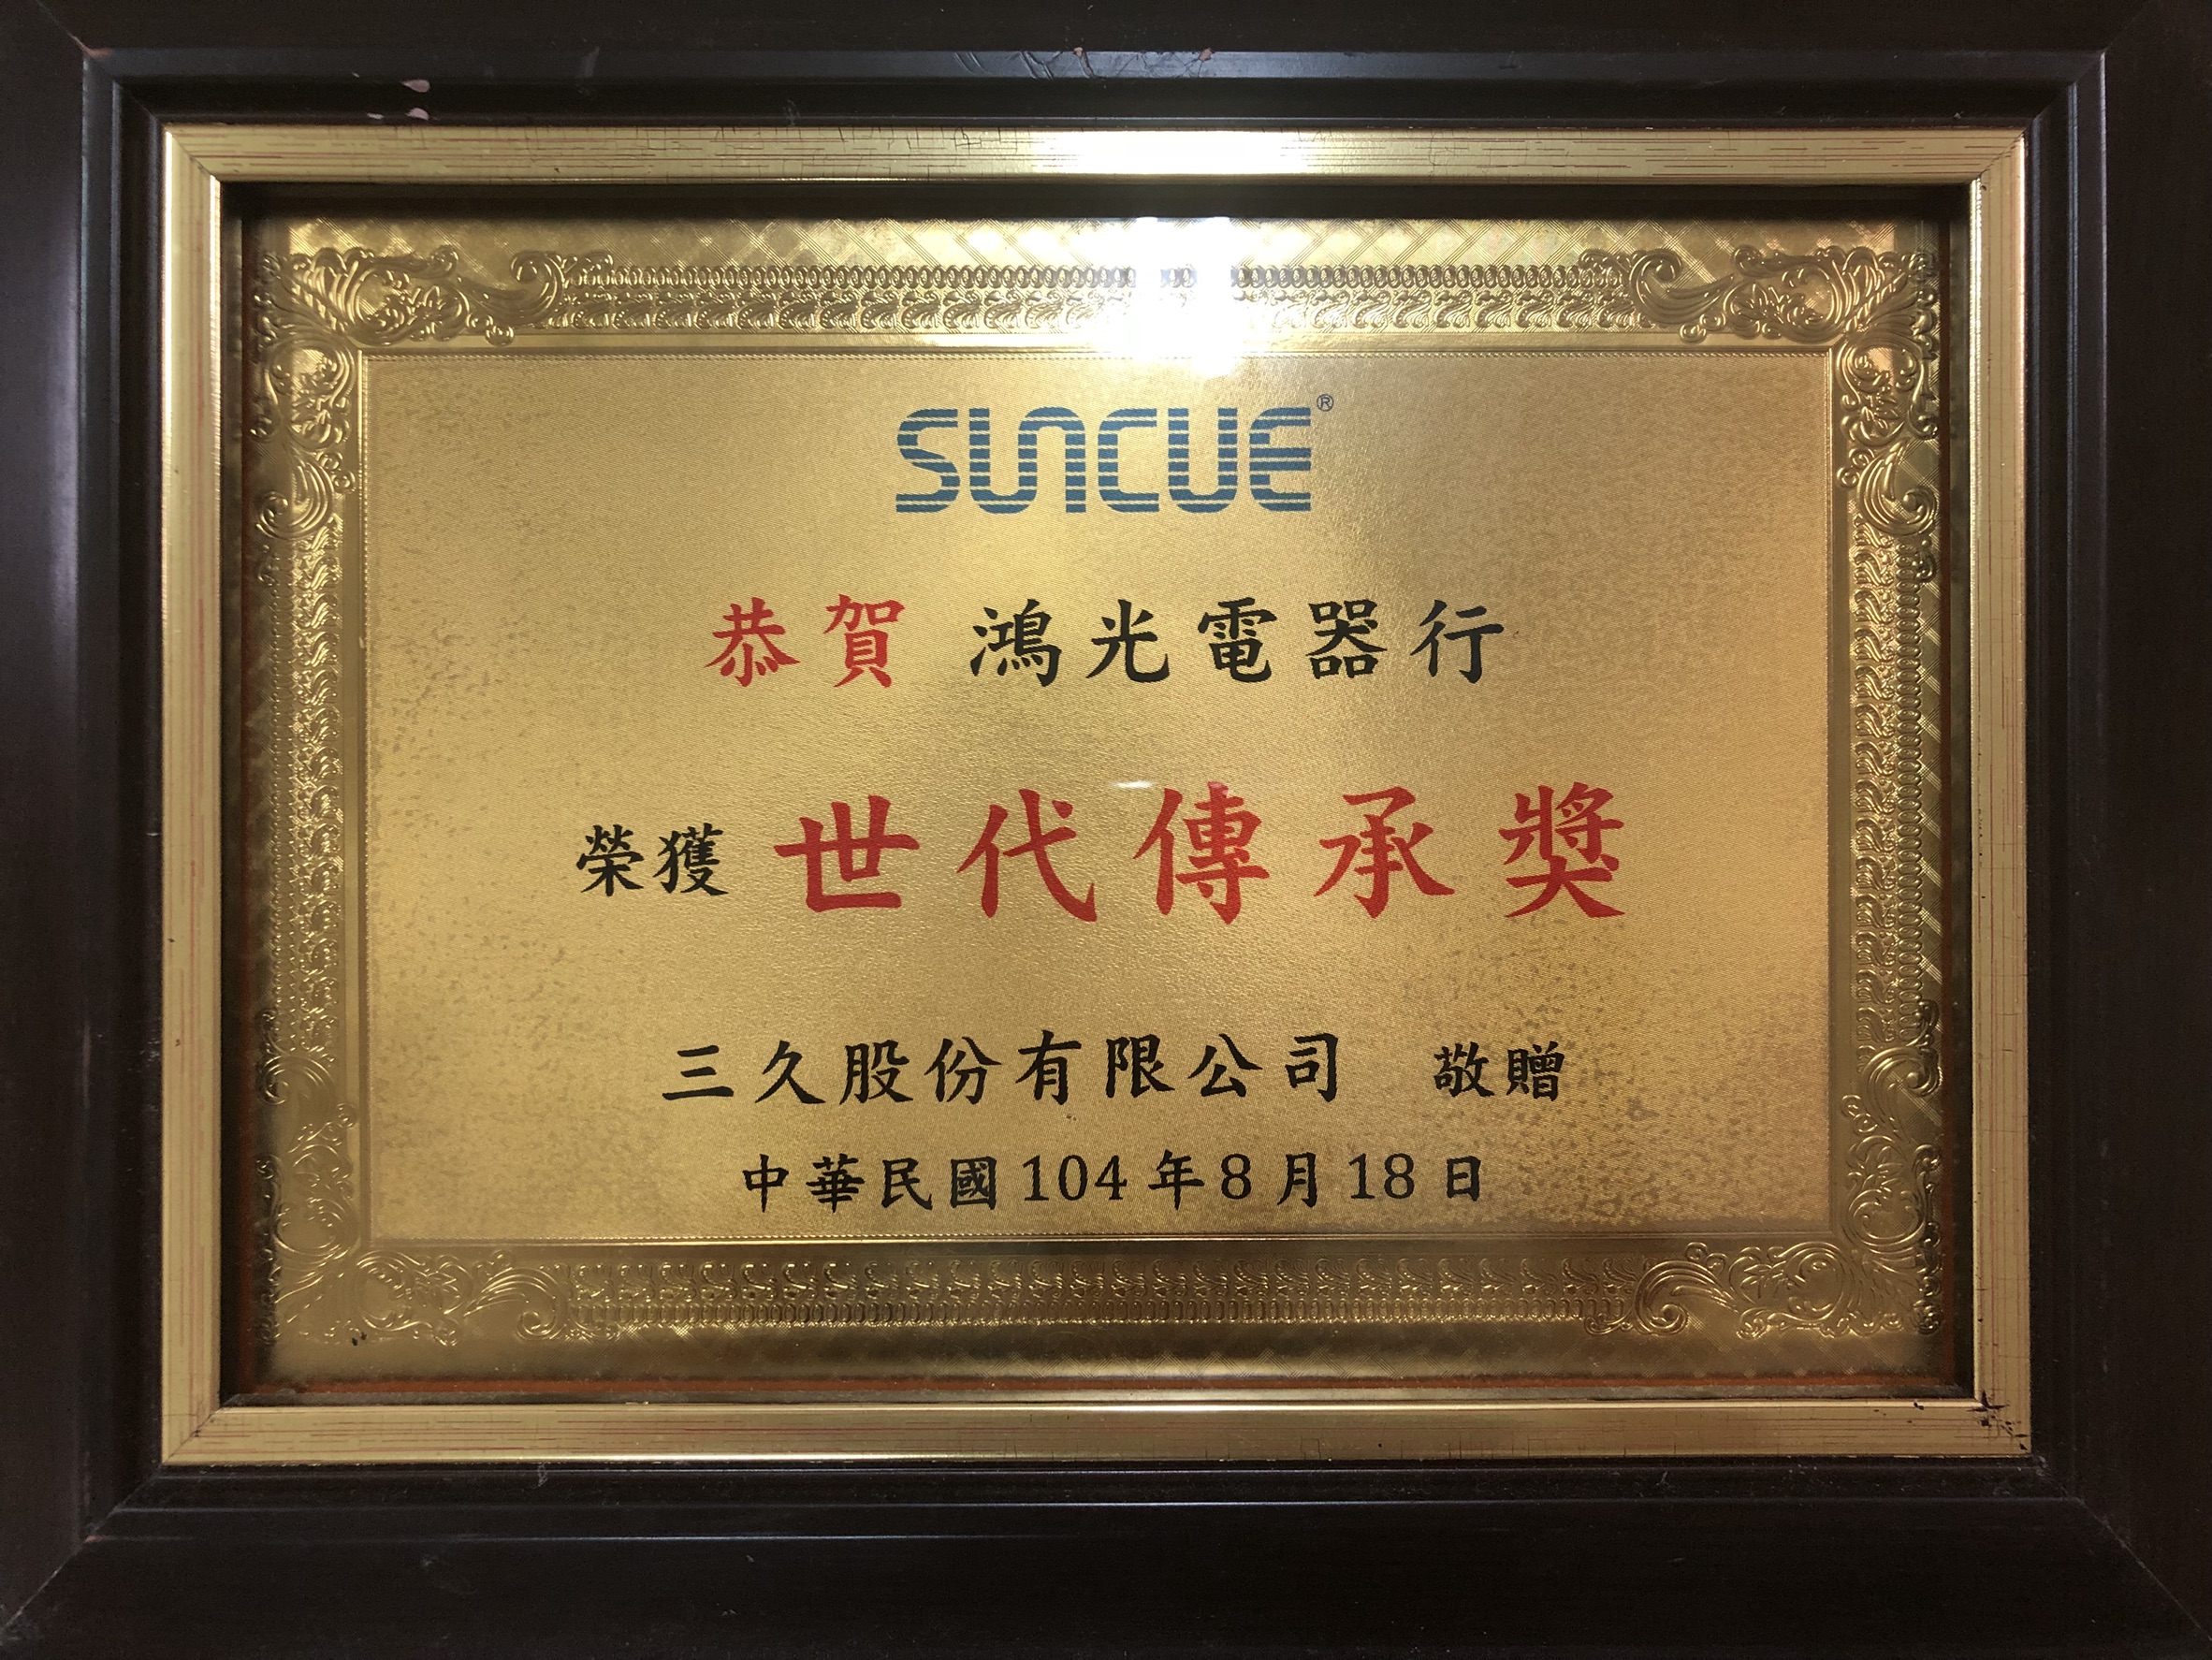 SUNCUE®
恭賀 鴻光電器行
榮獲 世代傳承獎
三久股份有限公司 敬贈
中華民國104年8月18日